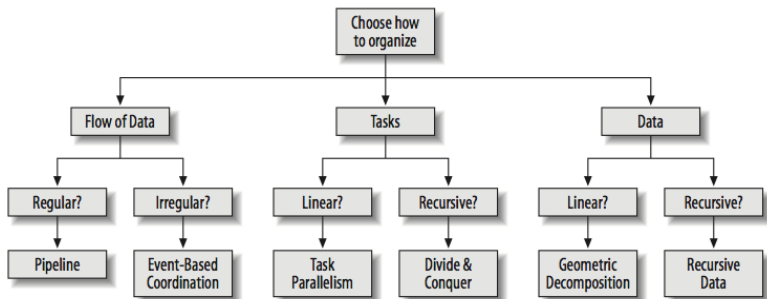 Choose how
to organize
Flow of Data
Tasks
Data
Regular?
Irregular?
Linear?
Recursive?
Linear?
Recursive?
Pipeline
Event-Based
Coordination
Task
Parallelism
Divide &
Conquer
Geometric
Decomposition
Recursive
Data